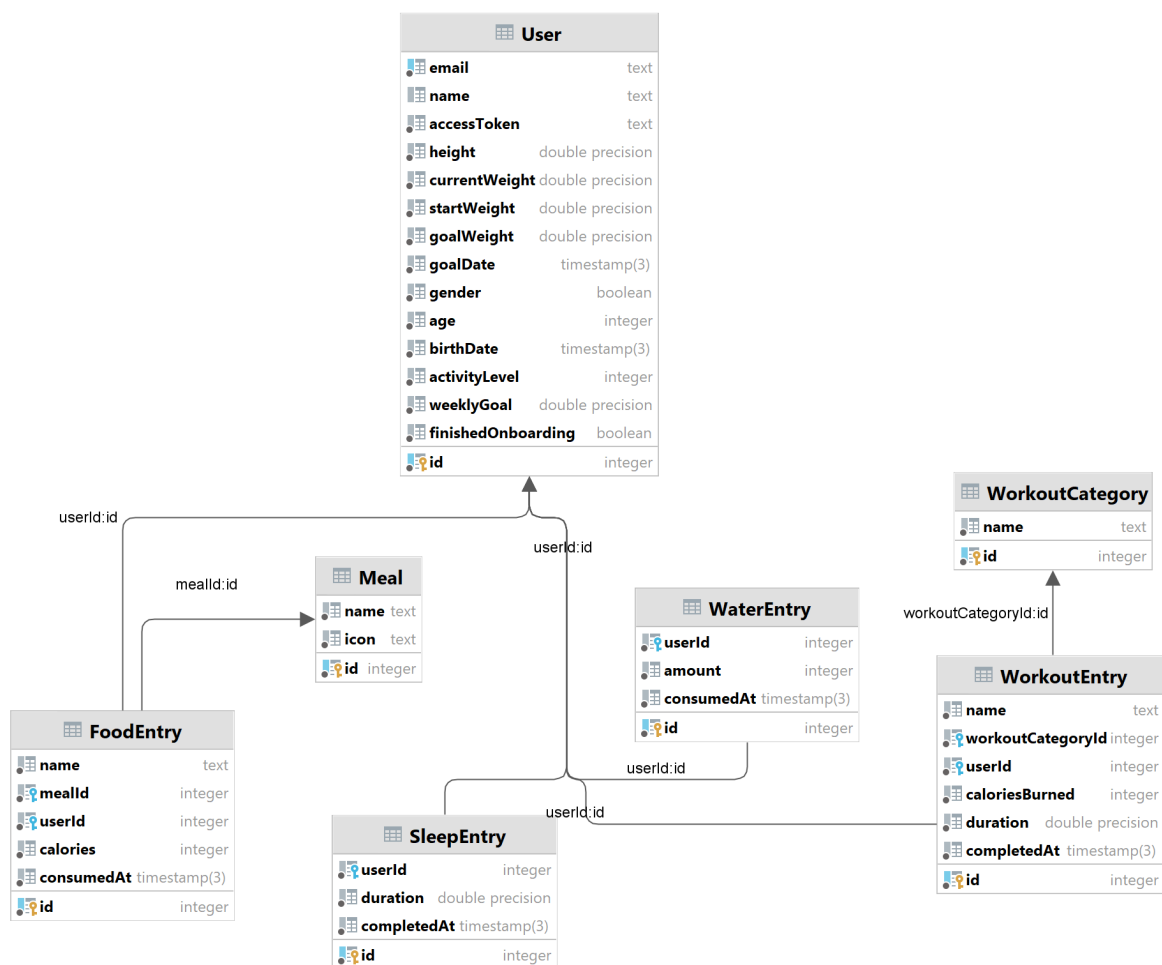 User
email text
name text
accessToken text
height double precision
currentWeight double precision
startWeight double precision
goalWeight double precision
goalDate timestamp(3)
gender boolean
age integer
birthDate timestamp(3)
activityLevel integer
weeklyGoal double precision
finishedOnboarding boolean
id integer
userId:id
userId:id
mealId:id
Meal
name text
icon text
id integer
WorkoutCategory
name text
id integer
workoutCategoryId:id
WaterEntry
userId integer
amount integer
consumedAt timestamp(3)
id integer
WorkoutEntry
name text
workoutCategoryId integer
userId integer
caloriesBurned integer
duration double precision
completedAt timestamp(3)
id integer
FoodEntry
name text
mealId integer
userId integer
calories integer
consumedAt timestamp(3)
id integer
userId:id
userId:id
SleepEntry
userId integer
duration double precision
completedAt timestamp(3)
id integer